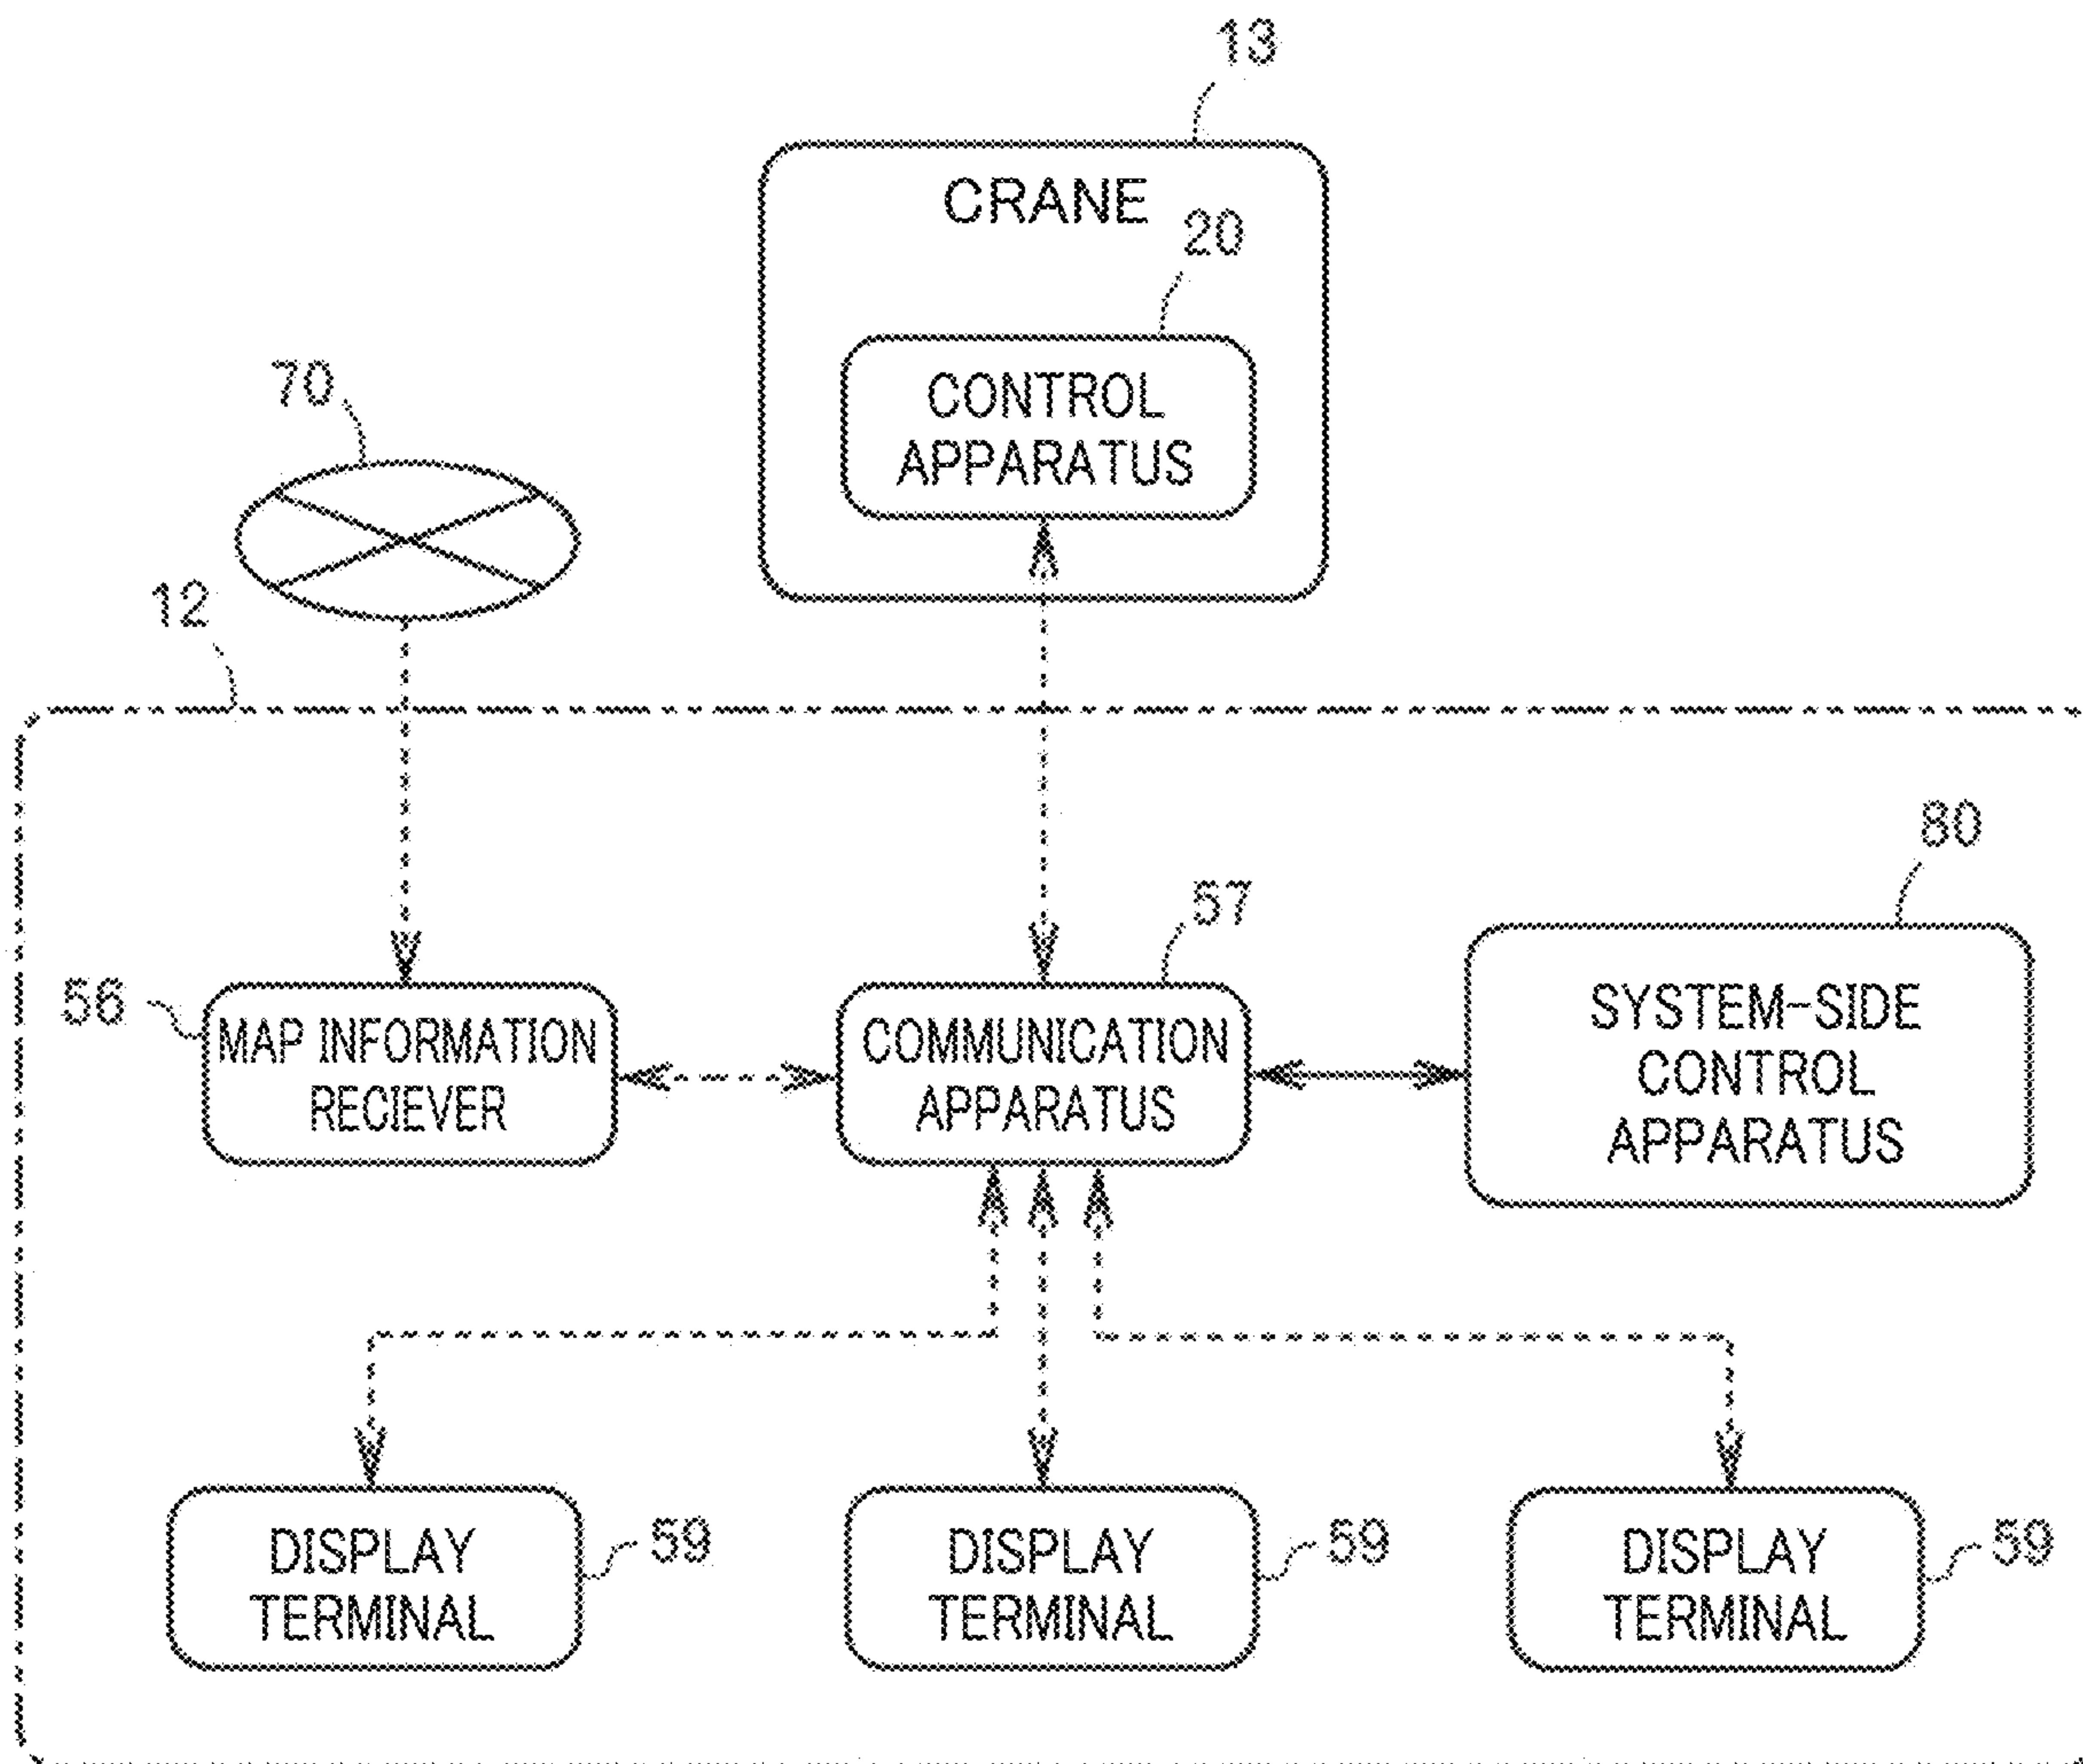 13
CRANE
20
CONTROL
APPARATUS
70
12
80
57
56
MAP INFORMATION
RECIEVER
COMMUNICATION
APPARATUS
SYSTEM-SIDE
CONTROL
APPARATUS
DISPLAY
TERMINAL
59
DISPLAY
TERMINAL
59
DISPLAY
TERMINAL
59